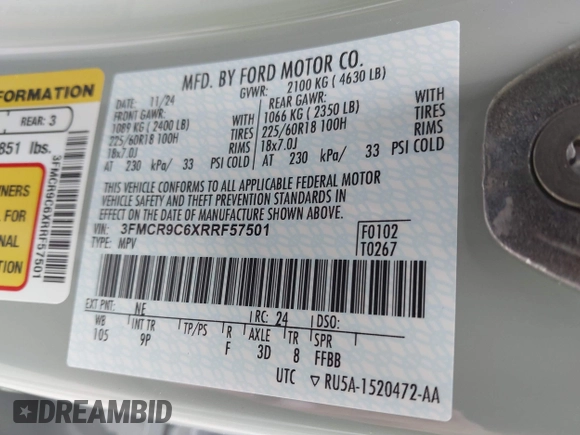 MFD. BY FORD MOTOR CO.
DATE: 11/24
GVWR: 2100 KG (4630 LB)
FRONT GAWR:
1089 KG (2400 LB)
REAR GAWR:
1066 KG (2350 LB)
225/60R18 100H
TIRES
225/60R18 100H
18x7.0J
RIMS
18x7.0J
AT 230 kPa/ 33 PSI COLD
AT 230 kPa/ 33 PSI COLD
TIRES
RIMS
THIS VEHICLE CONFORMS TO ALL APPLICABLE FEDERAL MOTOR
VEHICLE SAFETY AND THEFT PREVENTION STANDARDS IN
EFFECT ON THE DATE OF MANUFACTURE SHOWN ABOVE.
VIN: 3FMCR9C6XRRF57501
TYPE: MPV
F0102
T0267
EXT PNT: NE
RC: 24
DSO:
WB
INT TR
TP/PS
R
AXLE
TR
SPR
105
9P
F
3D
8
FFBB
UTC
RU5A-1520472-AA
FORMATION
REAR: 3
851 lbs.
3FMCR9C6XRRF57501
WNERS
L FOR
NAL
TION
DREAMBID